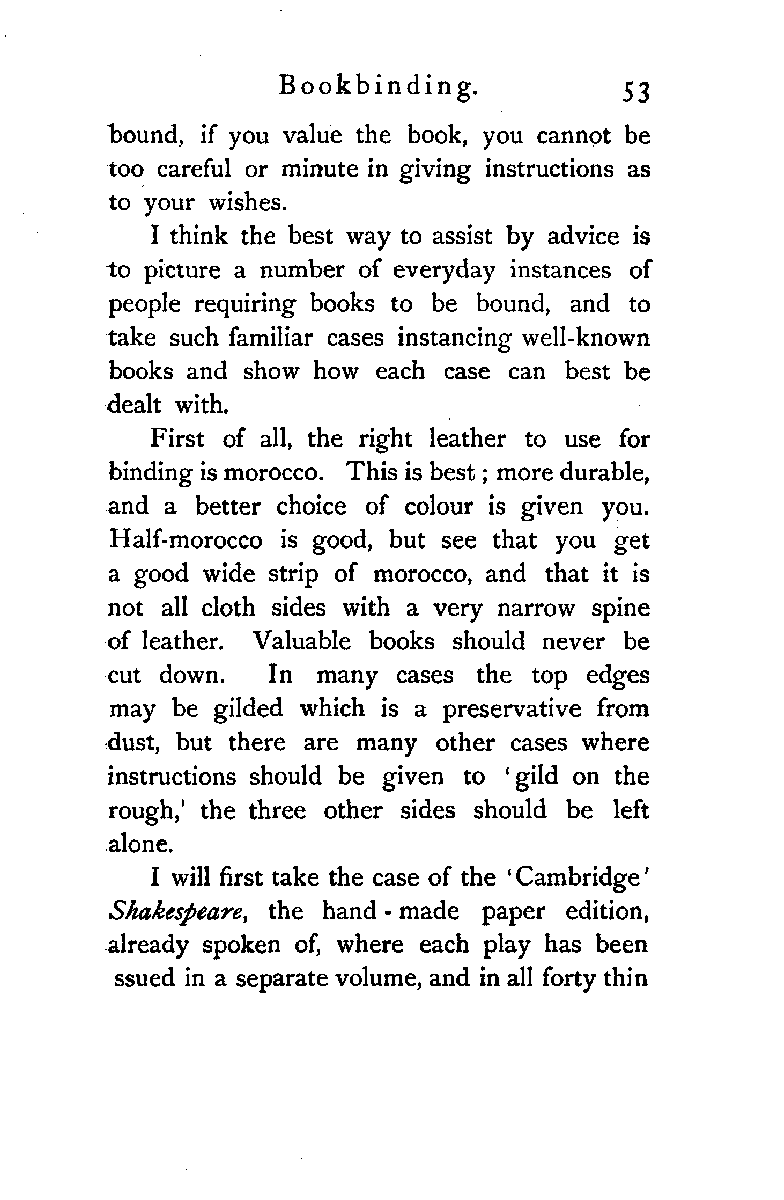 Bookbinding. 53
bound, if you value the book, you cannot be
too careful or minute in giving instructions as
to your wishes.
I think the best way to assist by advice is
to picture a number of everyday instances of
people requiring books to be bound, and to
take such familiar cases instancing well-known
books and show how each case can best be
dealt with.
First of all, the right leather to use for
binding is morocco. This is best ; more durable,
and a better choice of colour is given you.
Half-morocco is good, but see that you get
a good wide strip of morocco, and that it is
not all cloth sides with a very narrow spine
of leather. Valuable books should never be
cut down. In many cases the top edges
may be gilded which is a preservative from
dust, but there are many other cases where
instructions should be given to ‘gild on the
rough,’ the three other sides should be left
alone.
I will first take the case of the ‘Cambridge’
Shakespeare, the hand-made paper edition,
already spoken of, where each play has been
ssued in a separate volume, and in all forty thin